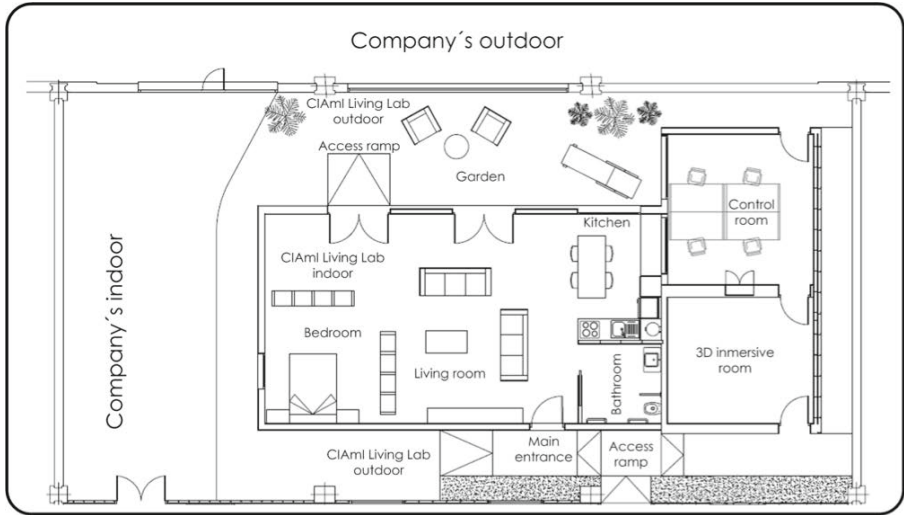 Company´s outdoor
CIAmI Living Lab
outdoor
Access ramp
Garden
Control
room
Kitchen
CIAmI Living Lab
indoor
Company´s indoor
Bedroom
Living room
Bathroom
3D inmersive
room
CIAmI Living Lab
outdoor
Main
entrance
Access
ramp